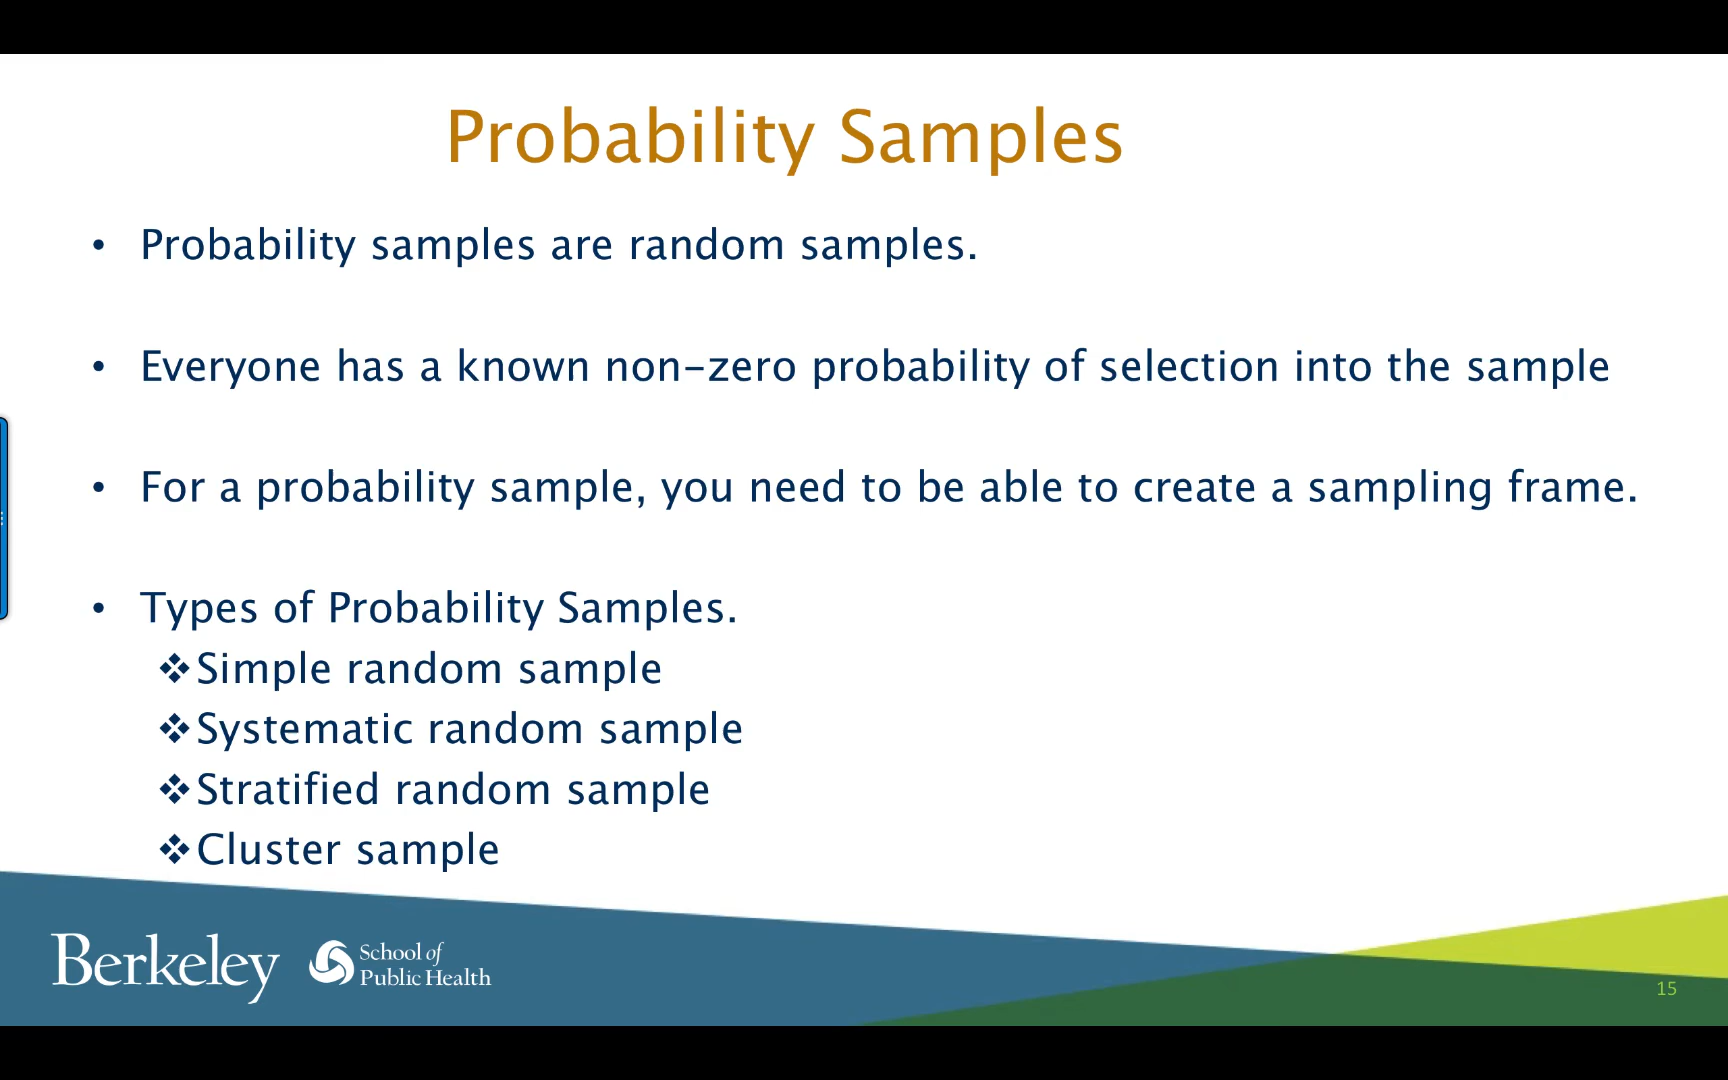 Probability Samples
• Probability samples are random samples.
• Everyone has a known non-zero probability of selection into the sample
• For a probability sample, you need to be able to create a sampling frame.
• Types of Probability Samples.
❖Simple random sample
❖Systematic random sample
❖Stratified random sample
❖Cluster sample
Berkeley
School of
Public Health
15